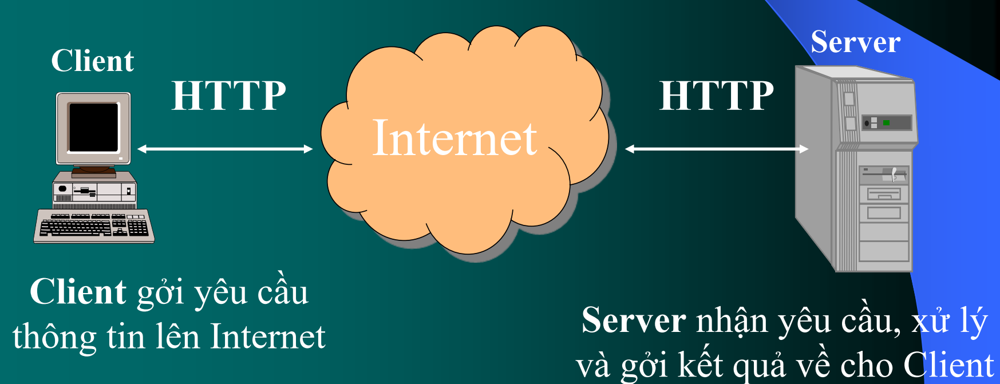 Client
Server
HTTP
HTTP
Internet
Client gởi yêu cầu
thông tin lên Internet
Server nhận yêu cầu, xử lý
và gởi kết quả về cho Client